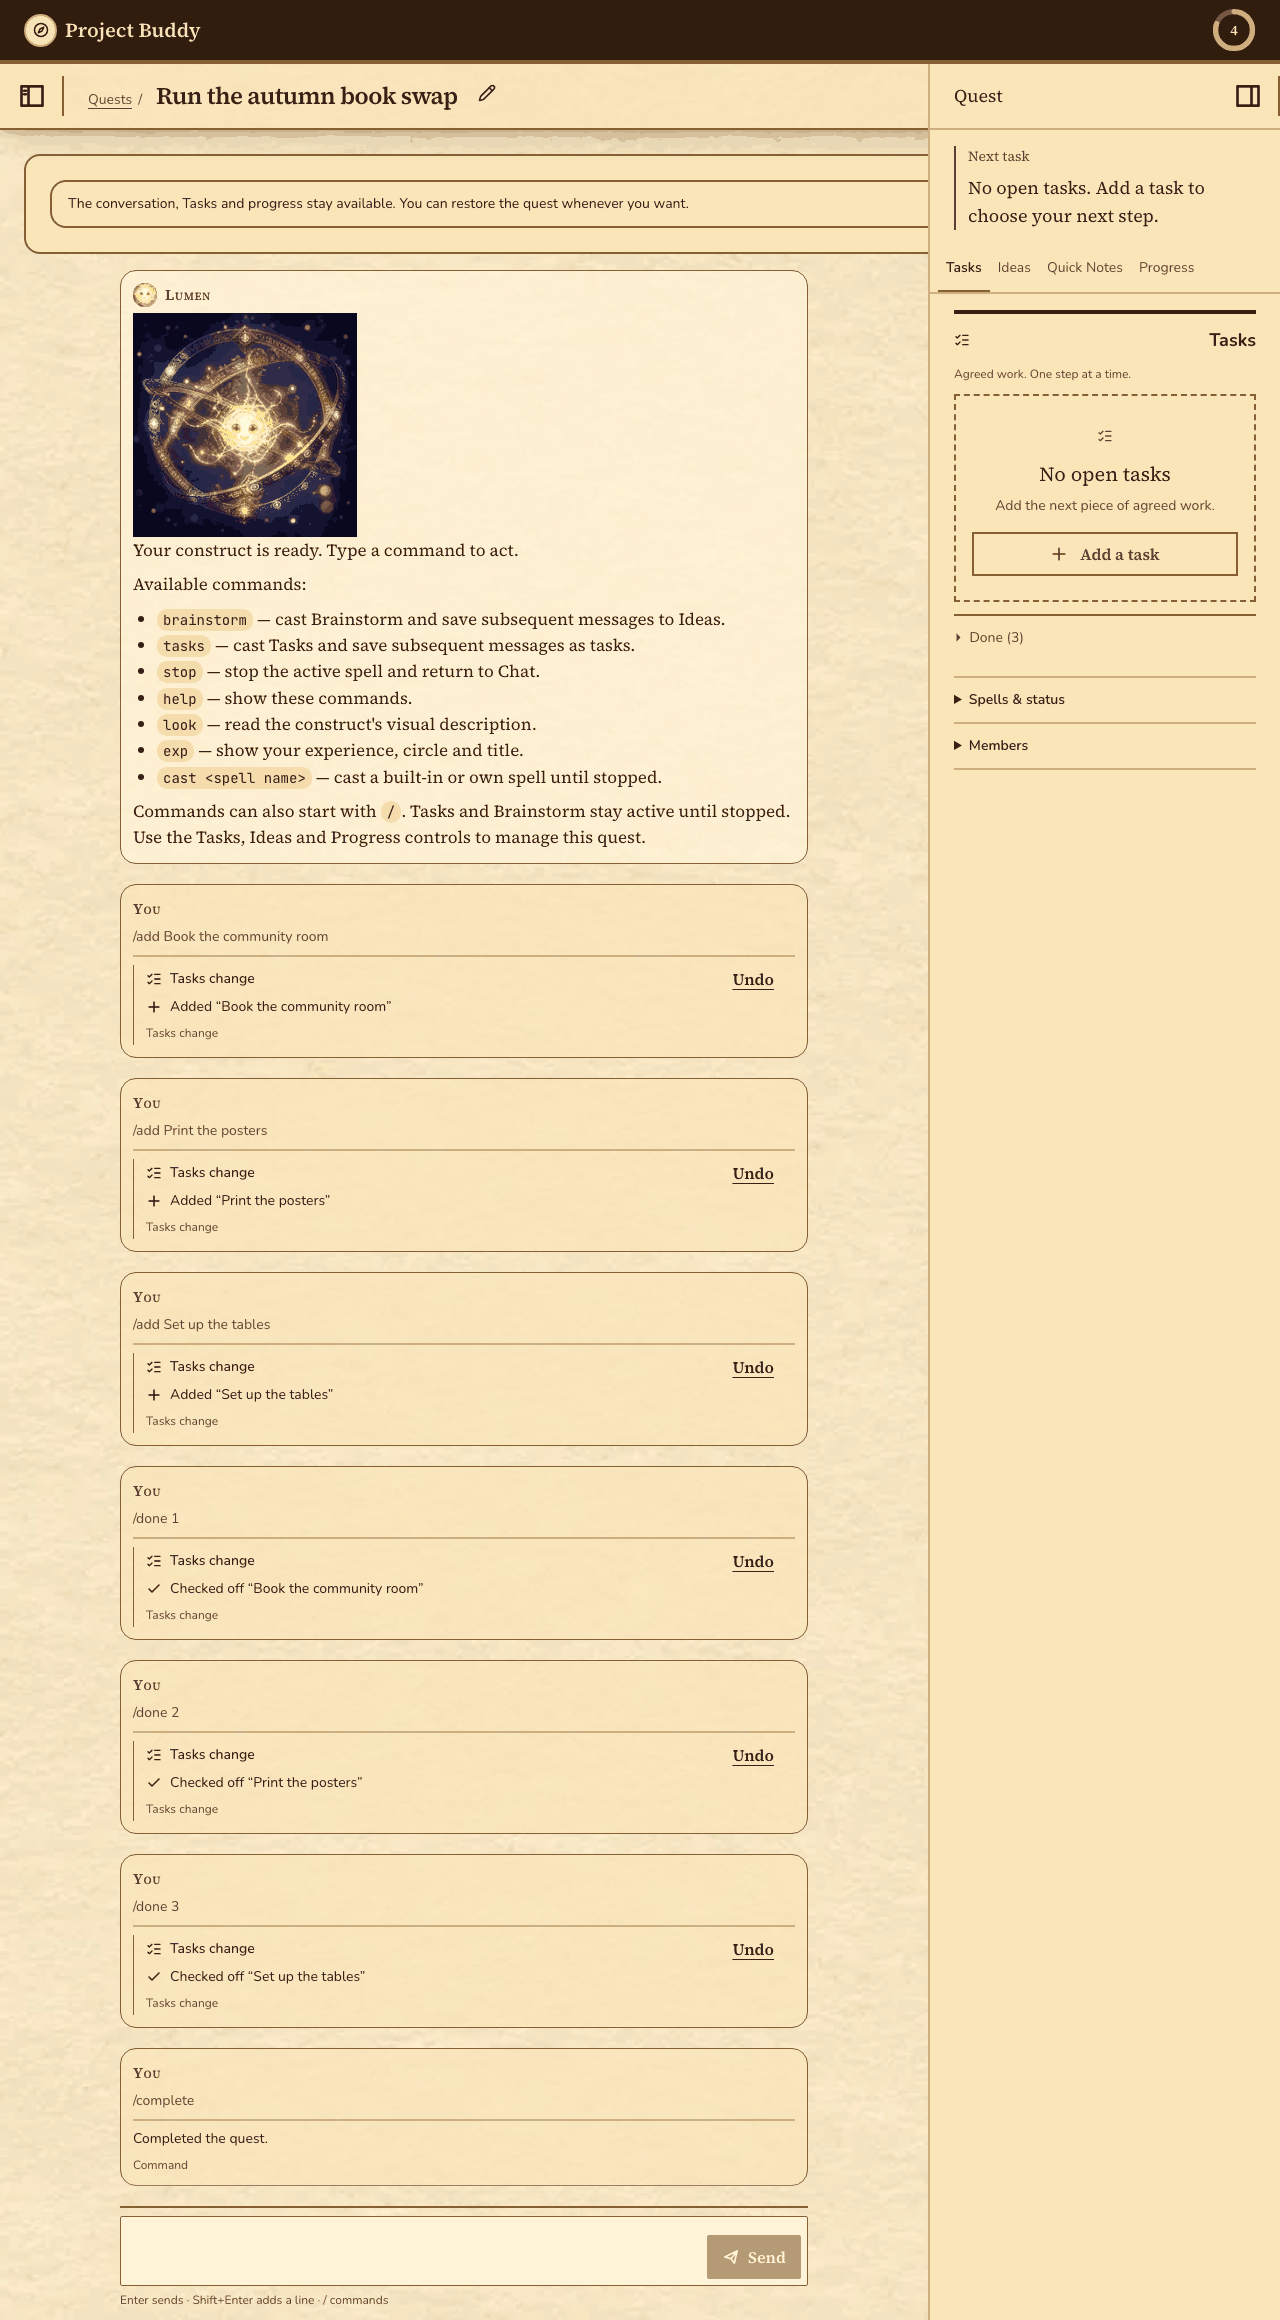 Project Buddy
4
Quests /
Run the autumn book swap
Quest
The conversation, Tasks and progress stay available. You can restore the quest whenever you want.
Lumen
Your construct is ready. Type a command to act.
Available commands:
brainstorm — cast Brainstorm and save subsequent messages to Ideas.
tasks — cast Tasks and save subsequent messages as tasks.
stop — stop the active spell and return to Chat.
help — show these commands.
look — read the construct's visual description.
exp — show your experience, circle and title.
cast <spell name> — cast a built-in or own spell until stopped.
Commands can also start with /. Tasks and Brainstorm stay active until stopped.
Use the Tasks, Ideas and Progress controls to manage this quest.
You
/add Book the community room
Tasks change
Undo
Added “Book the community room”
Tasks change
You
/add Print the posters
Tasks change
Undo
Added “Print the posters”
Tasks change
You
/add Set up the tables
Tasks change
Undo
Added “Set up the tables”
Tasks change
You
/done 1
Tasks change
Undo
Checked off “Book the community room”
Tasks change
You
/done 2
Tasks change
Undo
Checked off “Print the posters”
Tasks change
You
/done 3
Tasks change
Undo
Checked off “Set up the tables”
Tasks change
You
/complete
Completed the quest.
Command
Send
Enter sends · Shift+Enter adds a line · / commands
Next task
No open tasks. Add a task to
choose your next step.
Tasks
Ideas
Quick Notes
Progress
Tasks
Agreed work. One step at a time.
No open tasks
Add the next piece of agreed work.
Add a task
Done (3)
Spells & status
Members